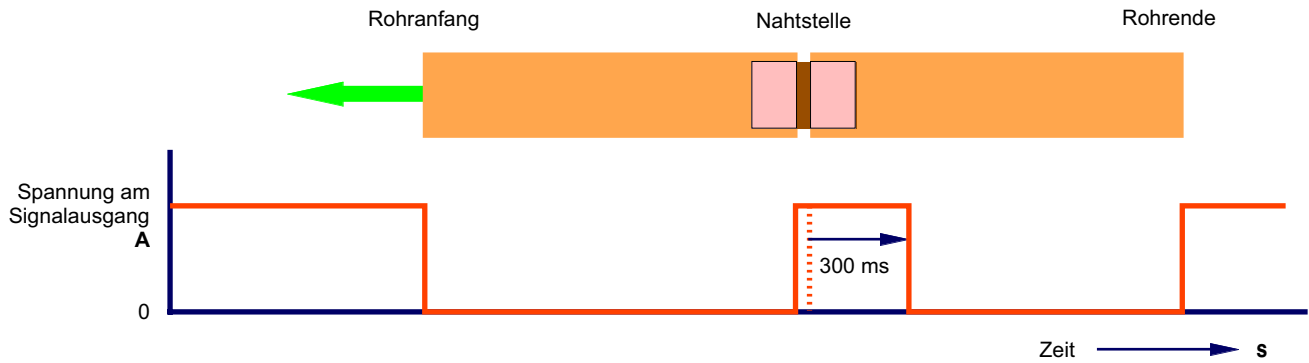 Rohranfang
Nahtstelle
Rohrende
Spannung am
Signalausgang
A
300 ms
0
Zeit
s